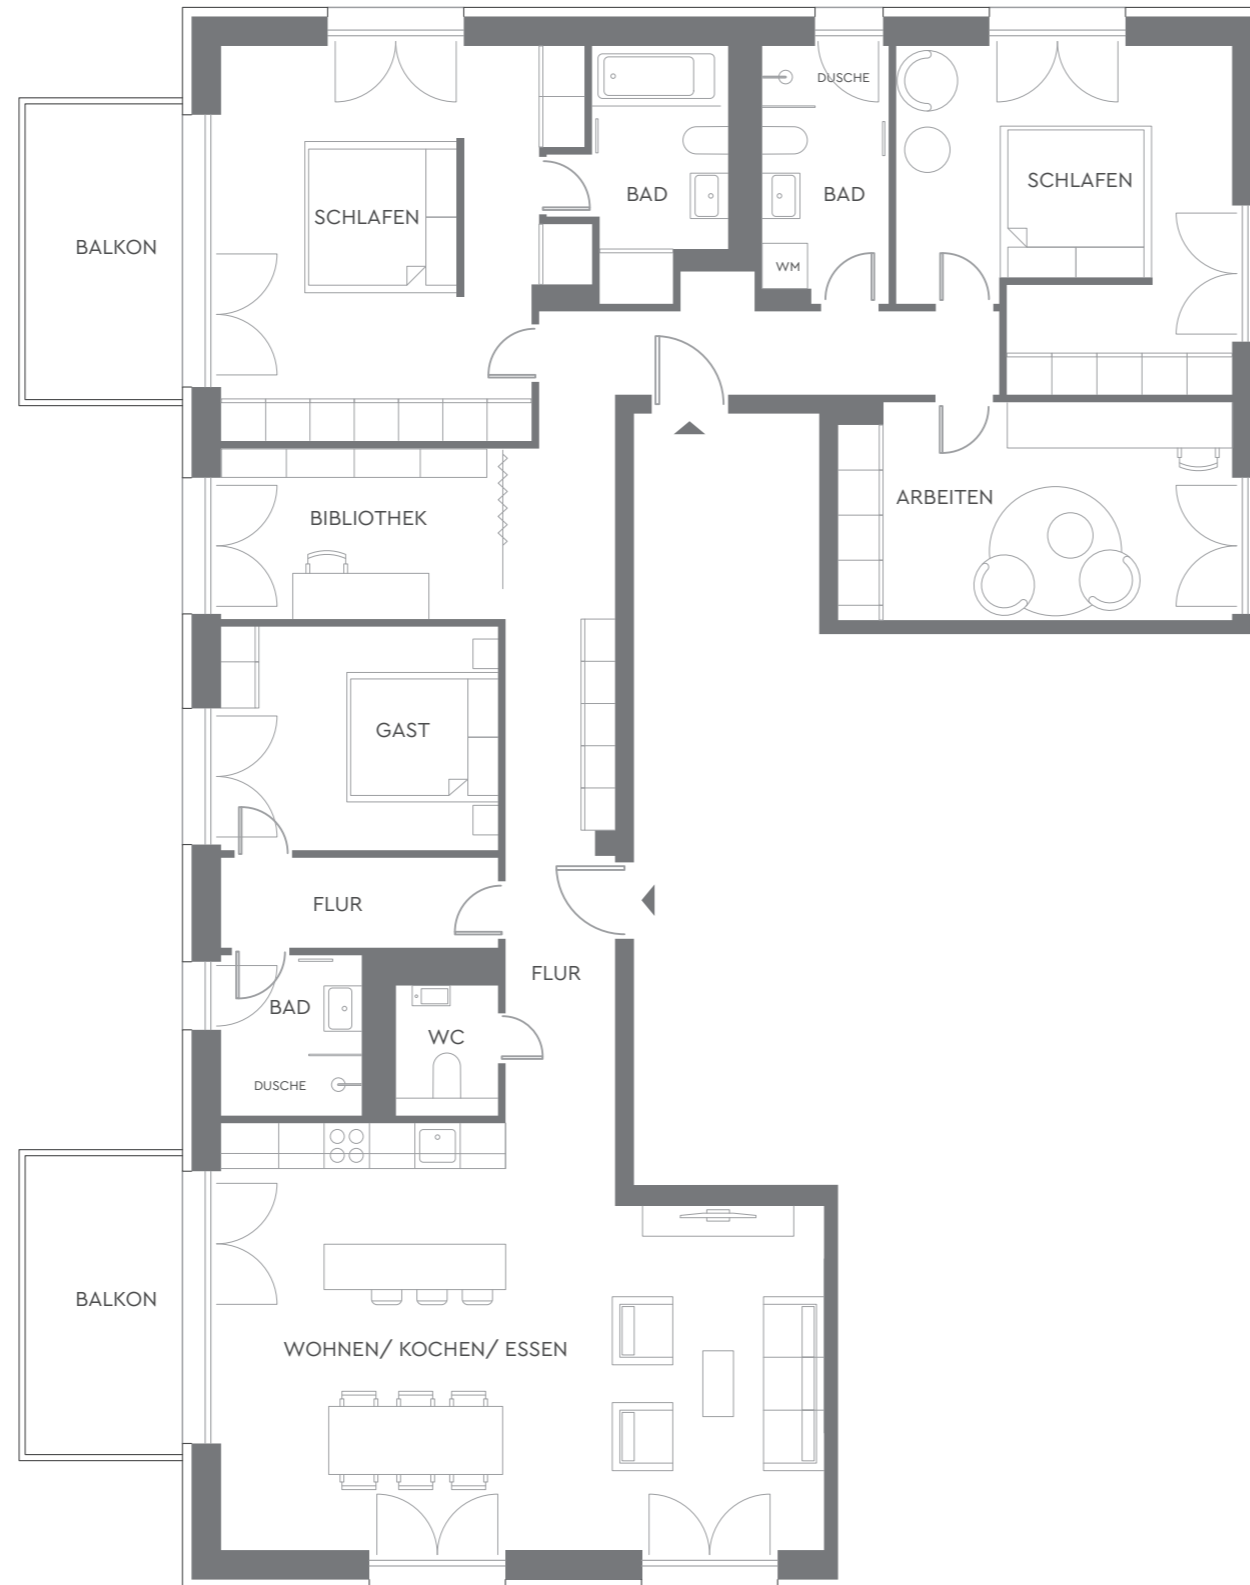 DUSCHE
SCHLAFEN
BAD
BAD
SCHLAFEN
BALKON
WM
ARBEITEN
BIBLIOTHEK
GAST
FLUR
FLUR
BAD
WC
DUSCHE
BALKON
WOHNEN/ KOCHEN/ ESSEN